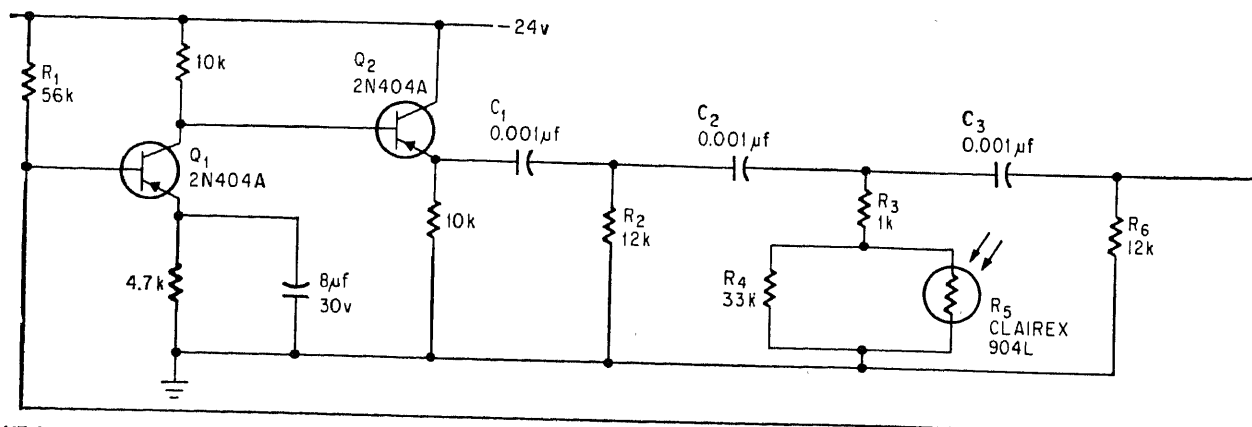 -24v
R1
56k
10k
Q2
2N404A
Q1
2N404A
C1
0.001µf
C2
0.001µf
C3
0.001µf
4.7k
8µf
30v
10k
R2
12k
R3
1k
R4
33k
R5
CLAIREX
904L
R6
12k